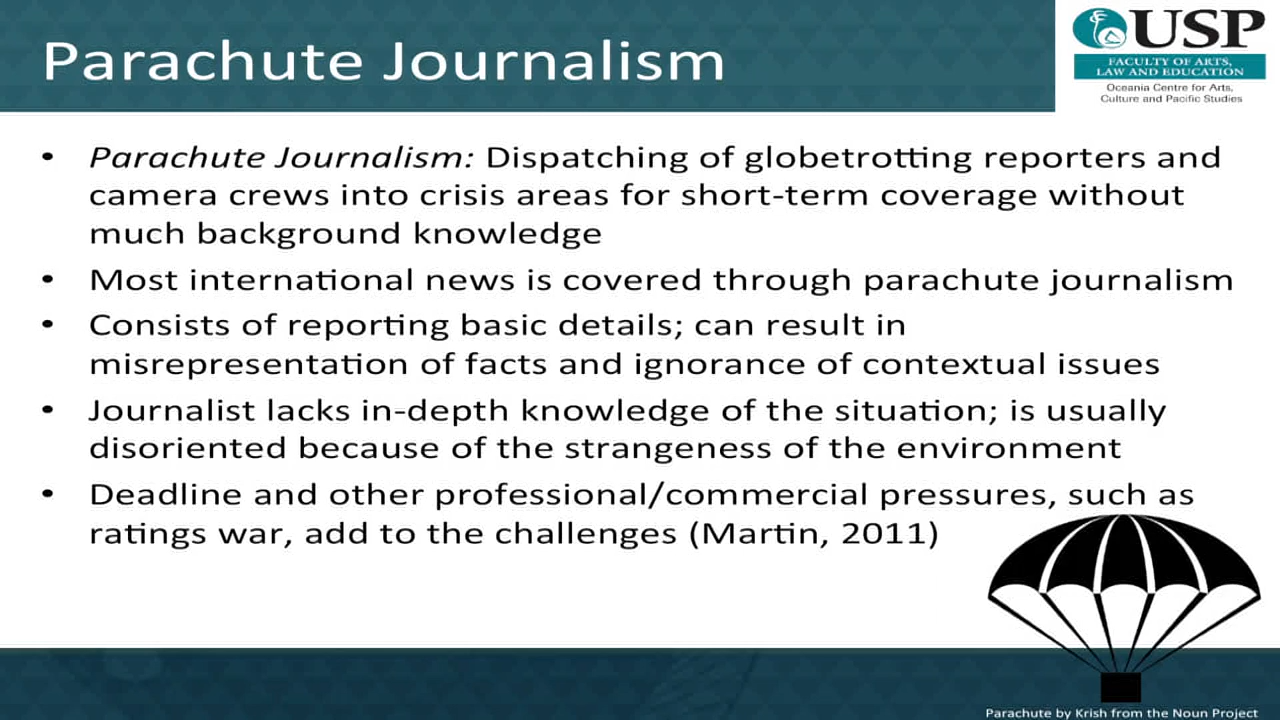 Parachute Journalism
USP
FACULTY OF ARTS,
LAW AND EDUCATION
Oceania Centre for Arts,
Culture and Pacific Studies
• Parachute Journalism: Dispatching of globetrotting reporters and
camera crews into crisis areas for short-term coverage without
much background knowledge
• Most international news is covered through parachute journalism
• Consists of reporting basic details; can result in
misrepresentation of facts and ignorance of contextual issues
• Journalist lacks in-depth knowledge of the situation; is usually
disoriented because of the strangeness of the environment
• Deadline and other professional/commercial pressures, such as
ratings war, add to the challenges (Martin, 2011)
Parachute by Krish from the Noun Project